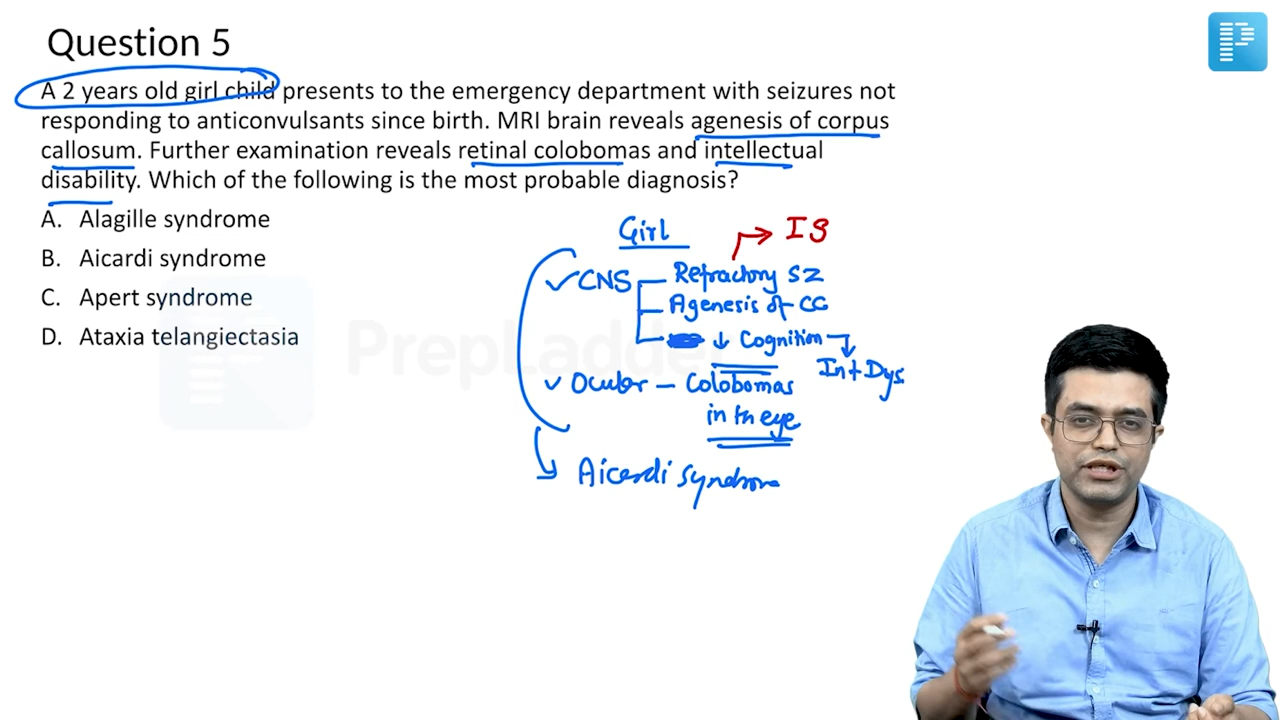 Question 5
A 2 years old girl child presents to the emergency department with seizures not
responding to anticonvulsants since birth. MRI brain reveals agenesis of corpus
callosum. Further examination reveals retinal colobomas and intellectual
disability. Which of the following is the most probable diagnosis?
A. Alagille syndrome
B. Aicardi syndrome
C. Apert syndrome
D. Ataxia telangiectasia
Girl
IS
CNS
Refractory SZ
Agenesis of CC
↓ Cognition
Int Dys.
Ocular – Colobomas
in th eye
Aicardi syndrome
PrepLadder